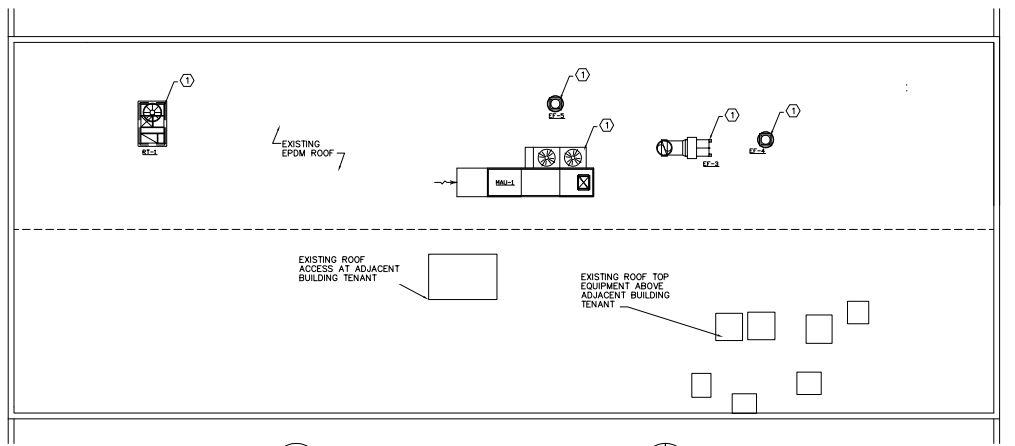 1
1
1
1
1
EF-5
EF-4
EF-3
RT-1
EXISTING
EPDM ROOF
MAU-1
EXISTING ROOF
ACCESS AT ADJACENT
BUILDING TENANT
EXISTING ROOF TOP
EQUIPMENT ABOVE
ADJACENT BUILDING
TENANT